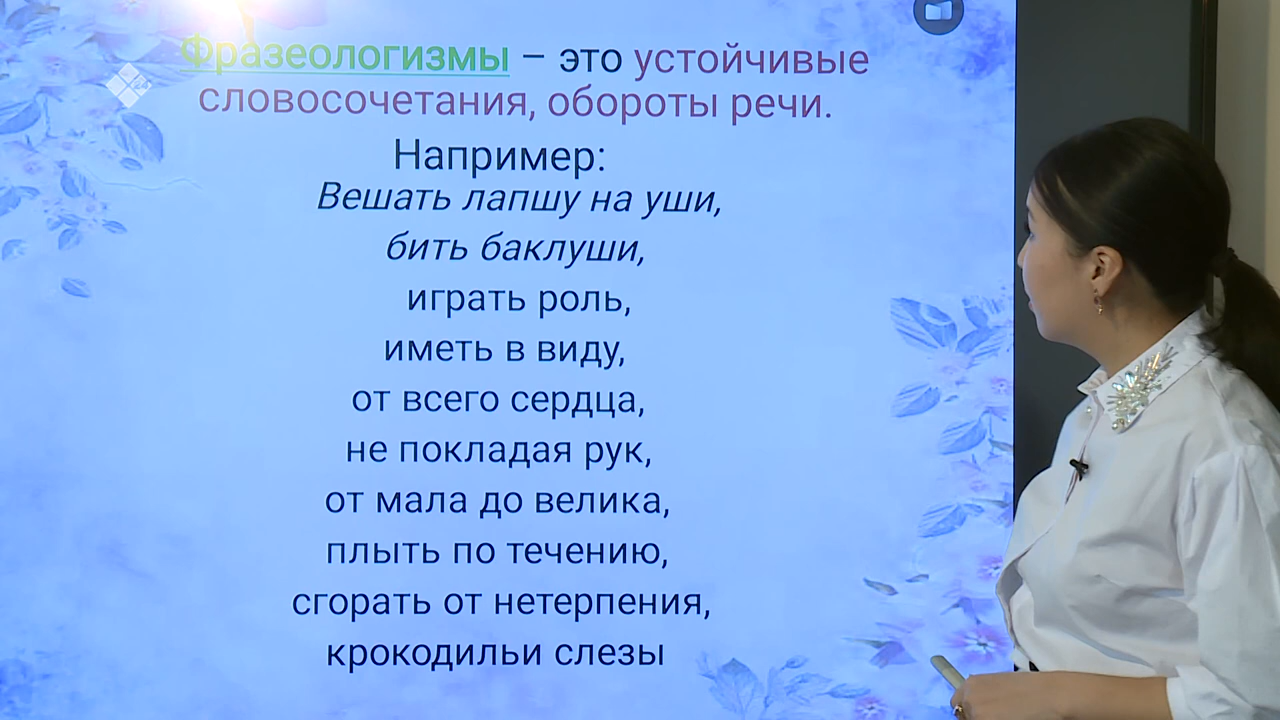 Фразеологизмы – это устойчивые
словосочетания, обороты речи.
Например:
Вешать лапшу на уши,
бить баклуши,
играть роль,
иметь в виду,
от всего сердца,
не покладая рук,
от мала до велика,
плыть по течению,
сгорать от нетерпения,
крокодильи слезы